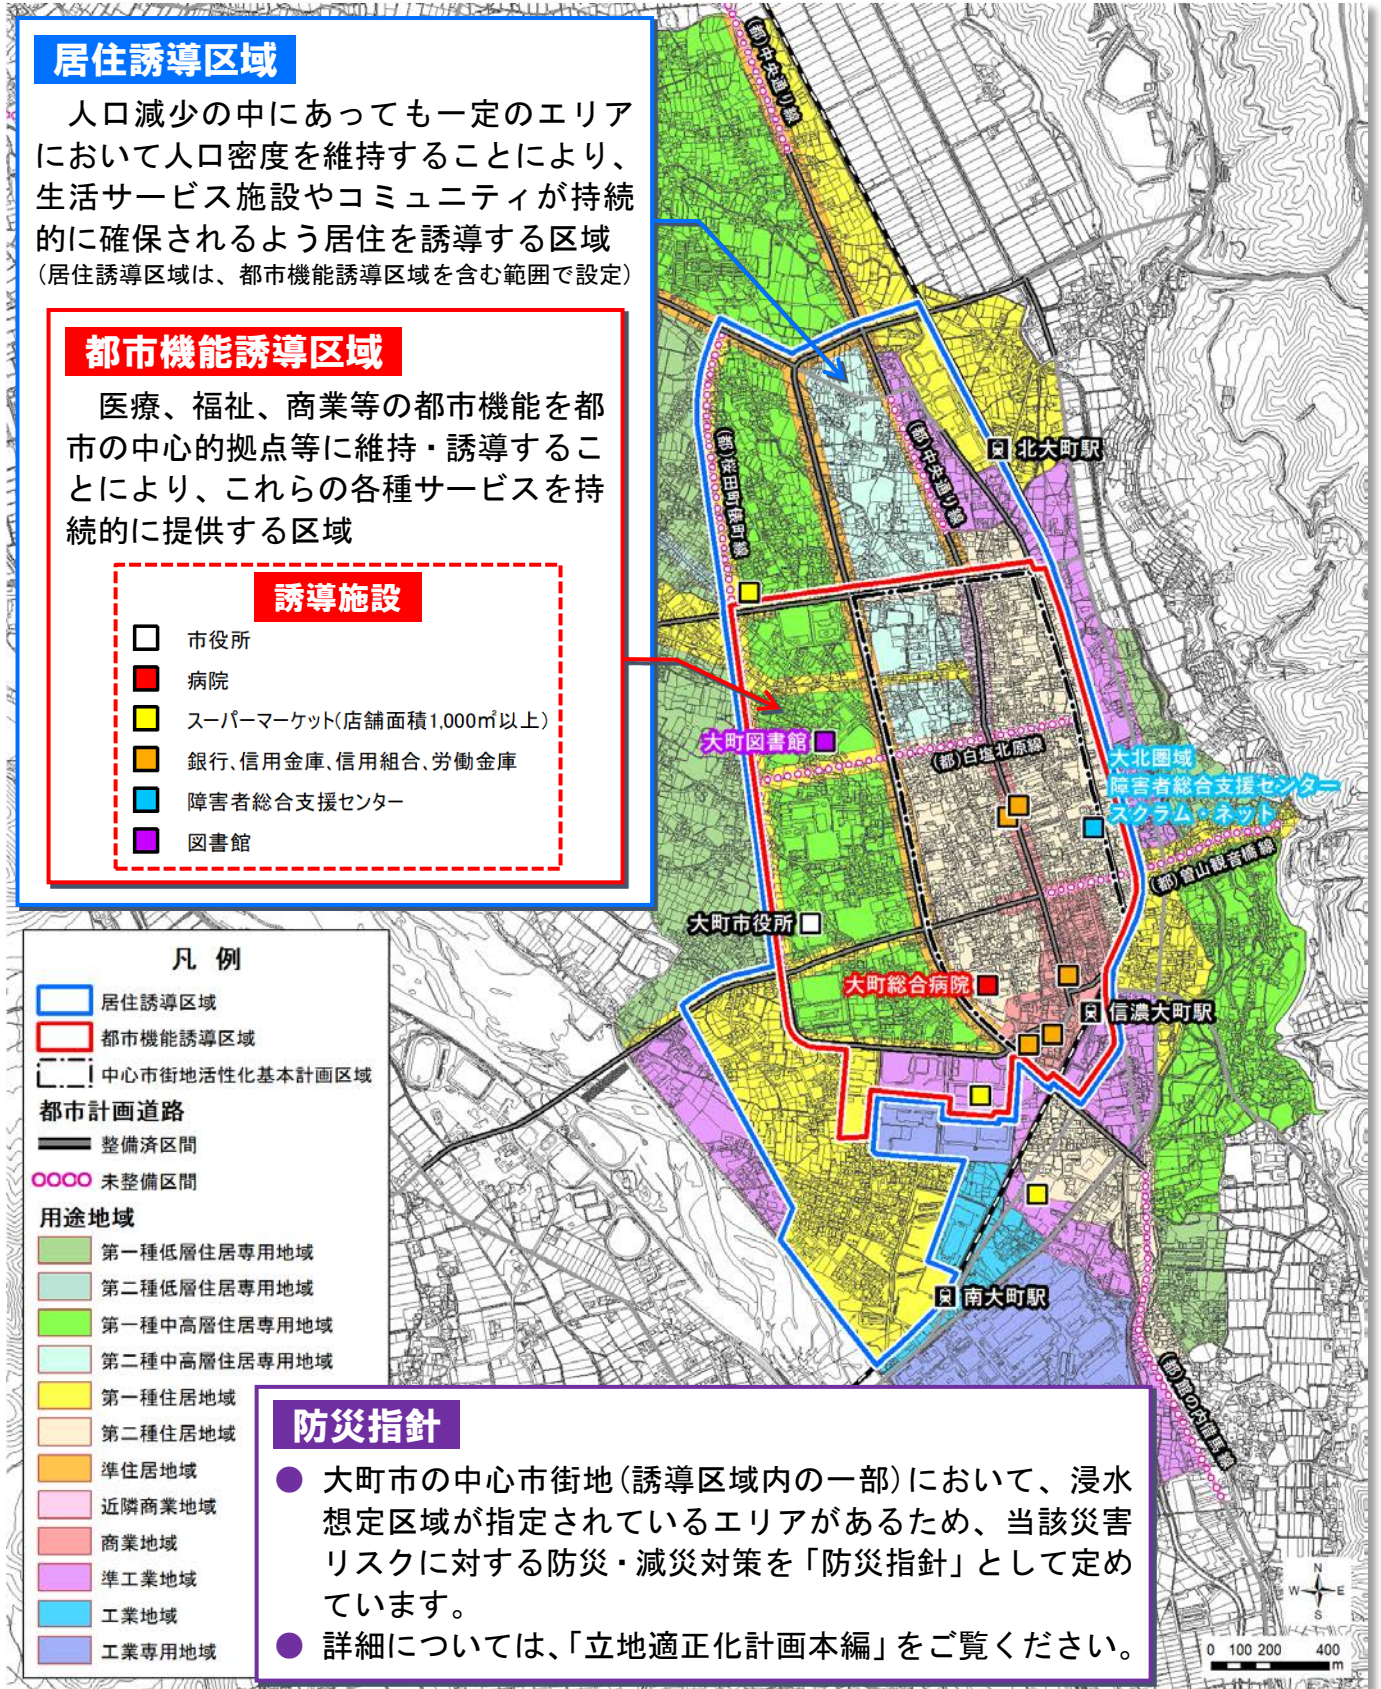 居住誘導区域
人口減少の中にあっても一定のエリア
において人口密度を維持することにより、
生活サービス施設やコミュニティが持続
的に確保されるよう居住を誘導する区域
(居住誘導区域は、都市機能誘導区域を含む範囲で設定)
都市機能誘導区域
医療、福祉、商業等の都市機能を都
市の中心的拠点等に維持・誘導するこ
とにより、これらの各種サービスを持
続的に提供する区域
誘導施設
市役所
病院
スーパーマーケット(店舗面積1,000㎡以上)
銀行、信用金庫、信用組合、労働金庫
障害者総合支援センター
図書館
(都)中央通り線
北大町駅
(都)中央通り線
(都)桜田町俵町線
大町図書館
(都)白塩北原線
大北圏域
障害者総合支援センター
スクラム・ネット
(都)曽山観音橋線
大町市役所
大町総合病院
信濃大町駅
南大町駅
凡 例
居住誘導区域
都市機能誘導区域
中心市街地活性化基本計画区域
都市計画道路
整備済区間
未整備区間
用途地域
第一種低層住居専用地域
第二種低層住居専用地域
第一種中高層住居専用地域
第二種中高層住居専用地域
第一種住居地域
第二種住居地域
準住居地域
近隣商業地域
商業地域
準工業地域
工業地域
工業専用地域
防災指針
● 大町市の中心市街地(誘導区域内の一部)において、浸水
想定区域が指定されているエリアがあるため、当該災害
リスクに対する防災・減災対策を「防災指針」として定め
ています。
● 詳細については、「立地適正化計画本編」をご覧ください。
N
W E
S
0 100 200 400
m